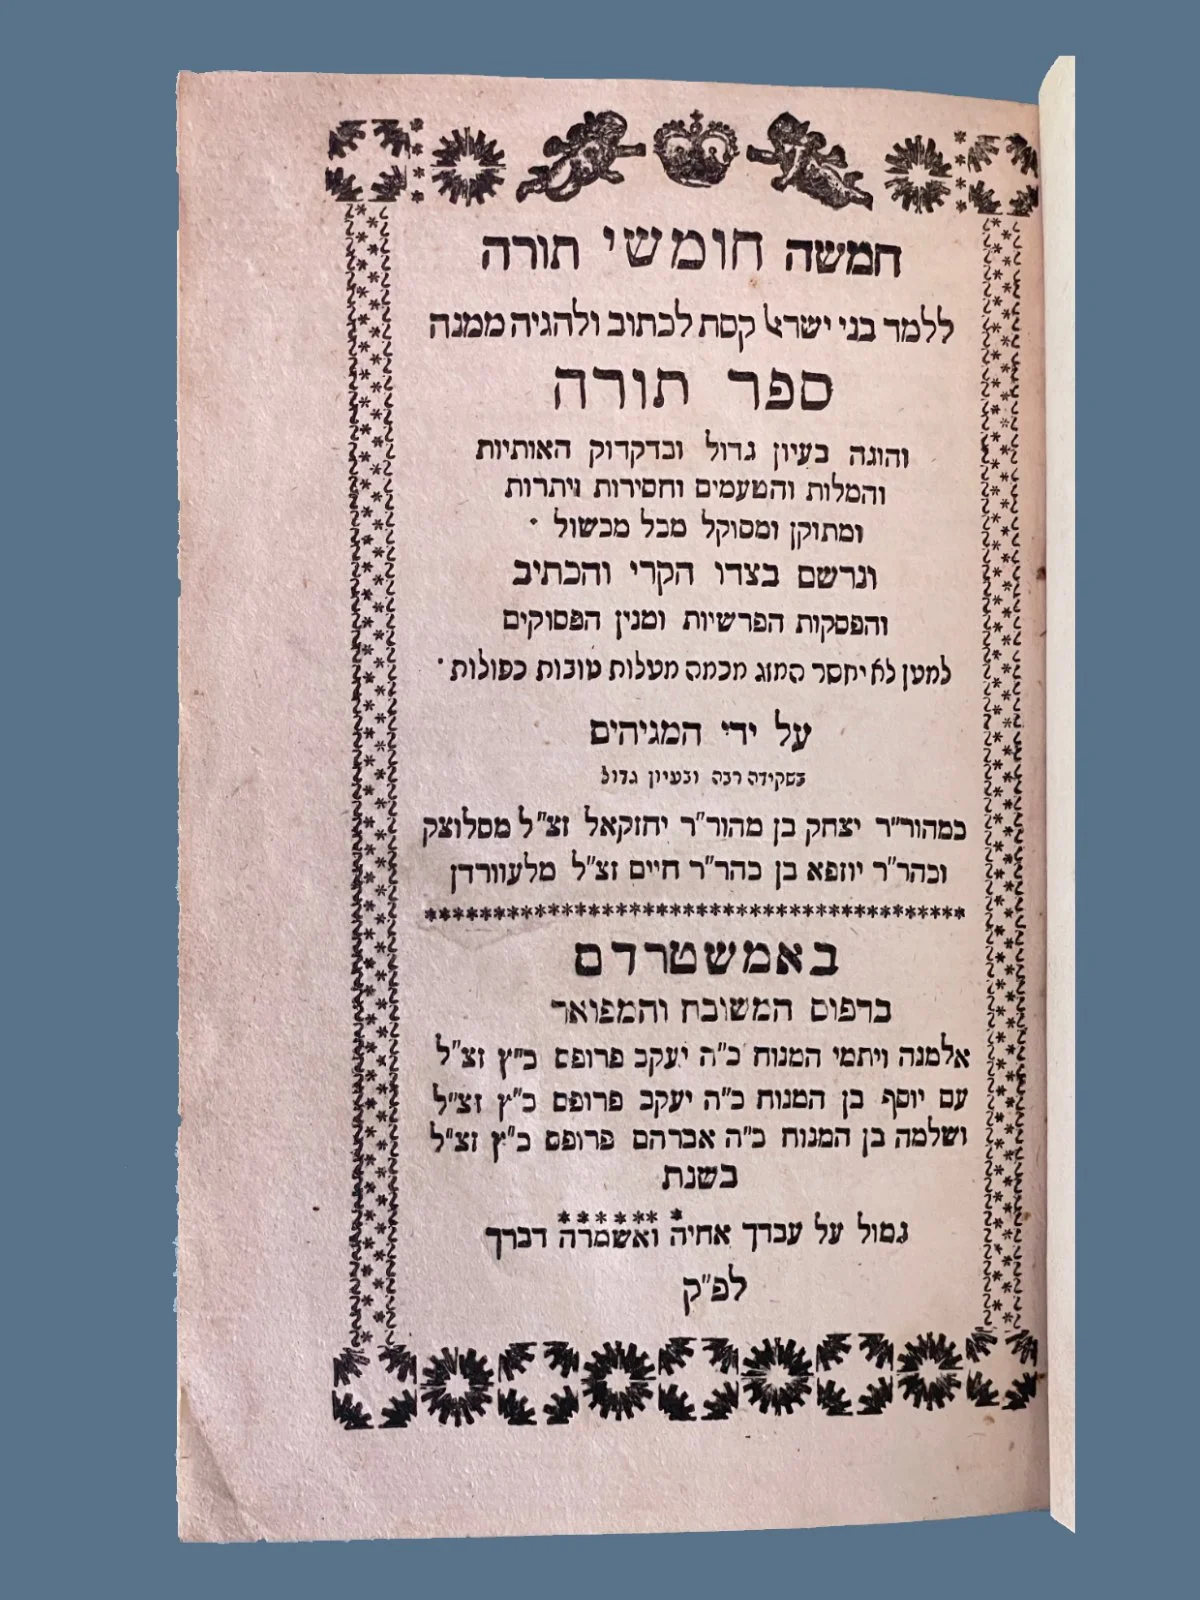 חמשה חומשי תורה
ללמד בני ישראל קסת לכתוב ולהגיה ממנה
ספר תורה
והוגה בעיון גדול ובדקדוק האותיות
והמלות והטעמים וחסירות ויתרות
ומתוקן ומסוקל מכל מכשול •
ונרשם בצדו הקרי והכתיב
והפסקות הפרשיות ומנין הפסוקים
למען לא יחסר המזג מכמה מעלות טובות כפולות •
על ידי המגיהים
בשקידה רבה ובעיון גדול
כמהור״ר יצחק בן מהור״ר יחזקאל זצ״ל מסלוצק
וכהר״ר יוזפא בן כהר״ר חיים זצ״ל מלעוורדן
****************************************
באמשטרדם
בדפוס המשובח והמפואר
אלמנה ויתמי המנוח כ״ה יעקב פרופס כ״ץ זצ״ל
עם יוסף בן המנוח כ״ה יעקב פרופס כ״ץ זצ״ל
ושלמה בן המנוח כ״ה אברהם פרופס כ״ץ זצ״ל
בשנת
גמול על עבדך אחיה ואשמרה דברך
לפ״ק